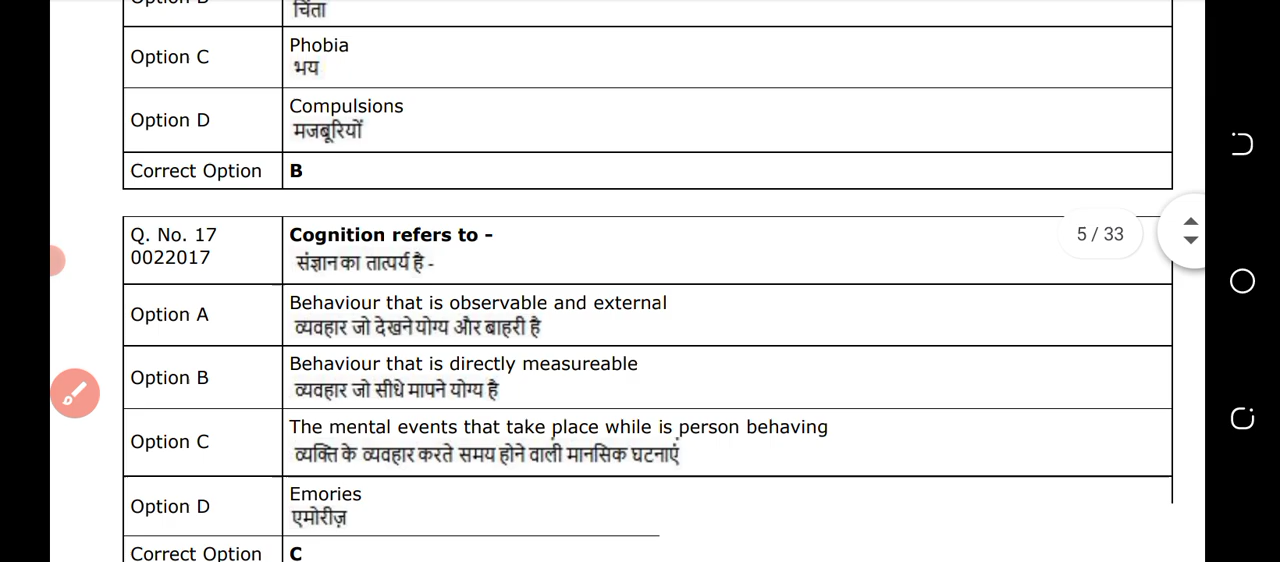 चिंता
Option C
Phobia
भय
Option D
Compulsions
मजबूरियों
Correct Option
B
Q. No. 17
0022017
Cognition refers to -
संज्ञान का तात्पर्य है -
5 / 33
Option A
Behaviour that is observable and external
व्यवहार जो देखने योग्य और बाहरी है
Option B
Behaviour that is directly measureable
व्यवहार जो सीधे मापने योग्य है
Option C
The mental events that take place while is person behaving
व्यक्ति के व्यवहार करते समय होने वाली मानसिक घटनाएं
Option D
Emories
एमोरीज़
Correct Option
C